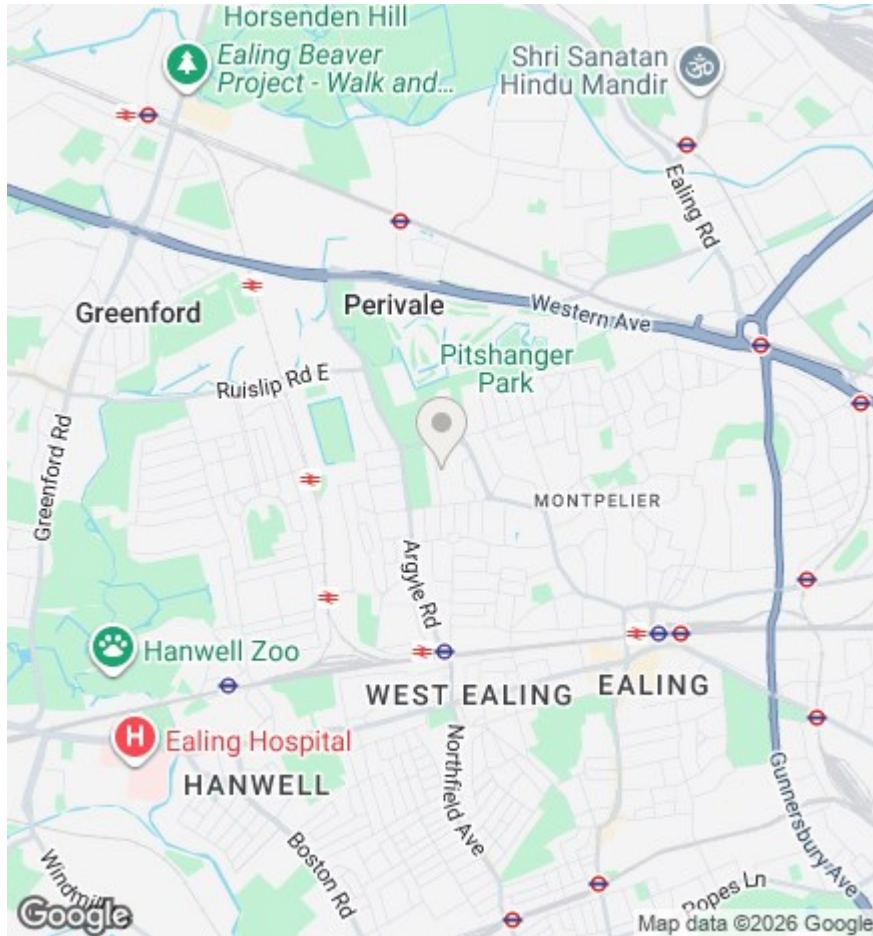 Horsenden Hill
Ealing Beaver
Project - Walk and...
Shri Sanatan
Hindu Mandir
Ealing Rd
Greenford
Perivale
Western Ave
Pitshanger
Park
Ruislip Rd E
Greenford Rd
MONTPELIER
Argyle Rd
Hanwell Zoo
WEST EALING
EALING
H
Ealing Hospital
HANWELL
Northfield Ave
Gunnersbury Ave
Boston Rd
Popes Ln
Google
Map data ©2026 Google